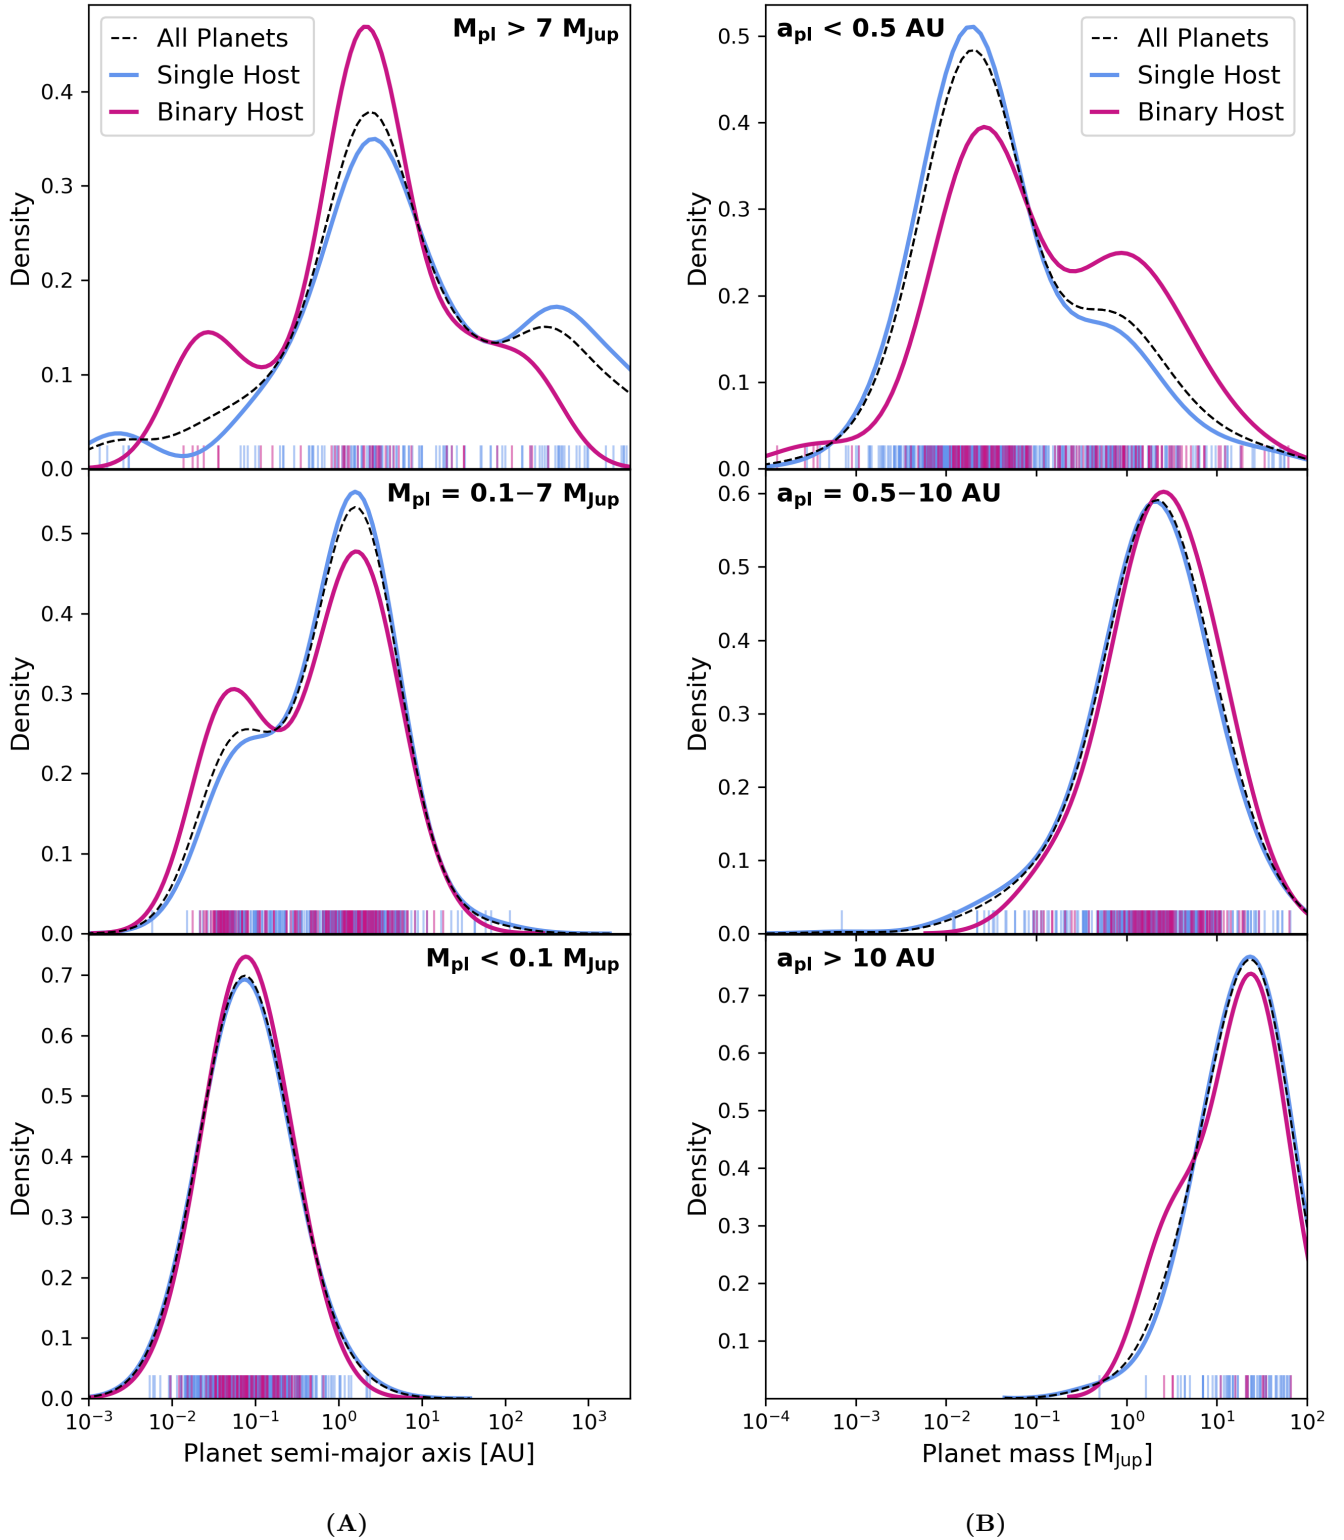 All Planets
Single Host
Binary Host
M_pl > 7 M_Jup
Density
0.4
0.3
0.2
0.1
0.0
M_pl = 0.1−7 M_Jup
Density
0.5
0.4
0.3
0.2
0.1
0.0
M_pl < 0.1 M_Jup
Density
0.7
0.6
0.5
0.4
0.3
0.2
0.1
0.0
10^−3 10^−2 10^−1 10^0 10^1 10^2 10^3
Planet semi-major axis [AU]
(A)
a_pl < 0.5 AU
All Planets
Single Host
Binary Host
Density
0.5
0.4
0.3
0.2
0.1
0.0
a_pl = 0.5−10 AU
Density
0.6
0.5
0.4
0.3
0.2
0.1
0.0
a_pl > 10 AU
Density
0.7
0.6
0.5
0.4
0.3
0.2
0.1
10^−4 10^−3 10^−2 10^−1 10^0 10^1 10^2
Planet mass [M_Jup]
(B)